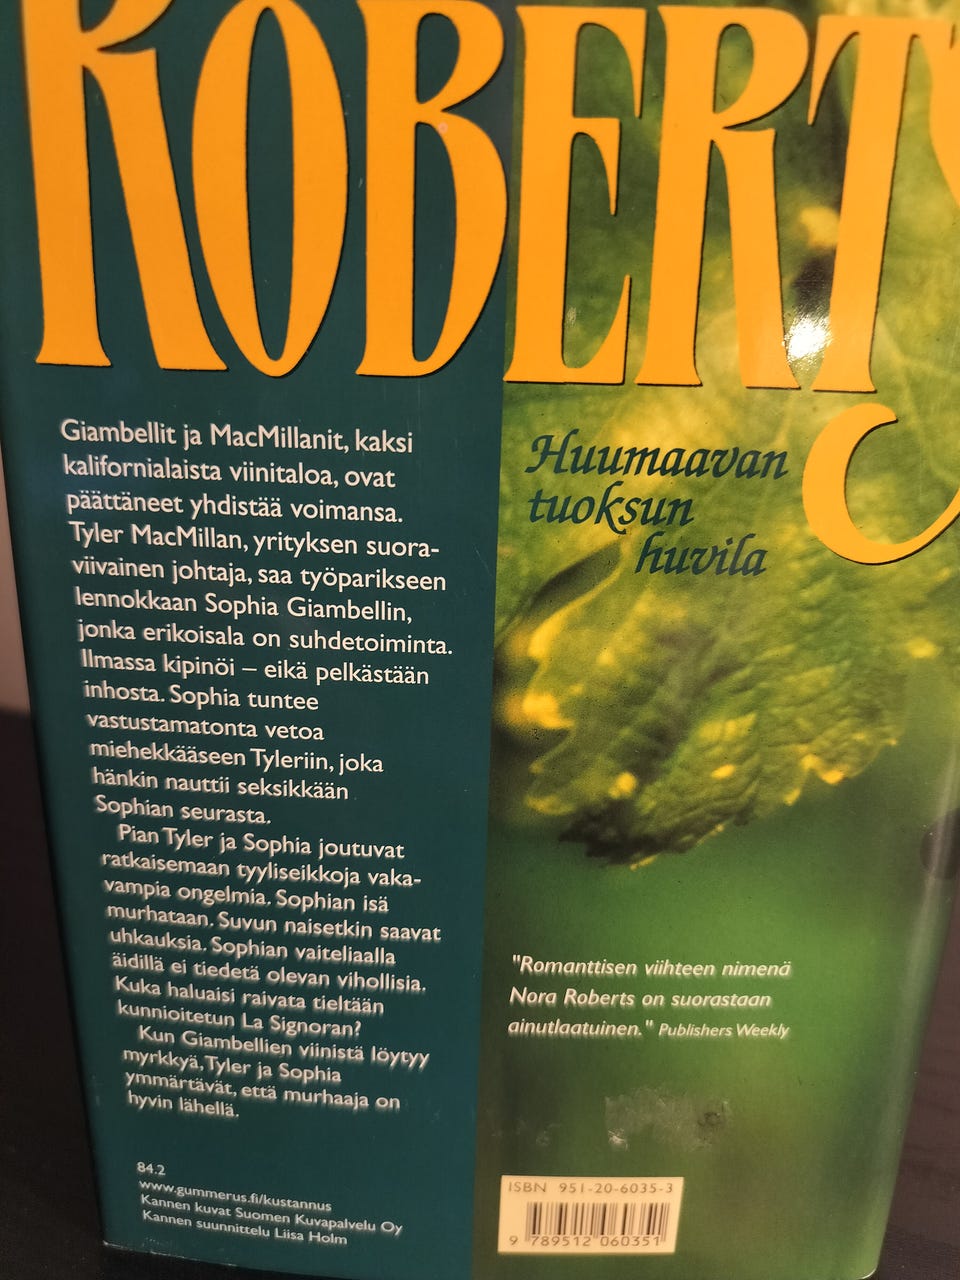 ROBERTS
Giambellit ja MacMillanit, kaksi
kalifornialaista viinitaloa, ovat
päättäneet yhdistää voimansa.
Tyler MacMillan, yrityksen suora-
viivainen johtaja, saa työparikseen
lennokkaan Sophia Giambellin,
jonka erikoisala on suhdetoiminta.
Ilmassa kipinöi – eikä pelkästään
inhosta. Sophia tuntee
vastustamatonta vetoa
miehekkääseen Tyleriin, joka
hänkin nauttii seksikkään
Sophian seurasta.
Pian Tyler ja Sophia joutuvat
ratkaisemaan tyyliseikkoja vaka-
vampia ongelmia. Sophian isä
murhataan. Suvun naisetkin saavat
uhkauksia. Sophian vaiteliaalla
äidillä ei tiedetä olevan vihollisia.
Kuka haluaisi raivata tieltään
kunnioitetun La Signoran?
Kun Giambellien viinistä löytyy
myrkkyä, Tyler ja Sophia
ymmärtävät, että murhaaja on
hyvin lähellä.
84.2
www.gummerus.fi/kustannus
Kannen kuvat Suomen Kuvapalvelu Oy
Kannen suunnittelu Liisa Holm
Huumaavan
tuoksun
huvila
"Romanttisen viihteen nimenä
Nora Roberts on suorastaan
ainutlaatuinen." Publishers Weekly
ISBN 951-20-6035-3
9 789512 060351